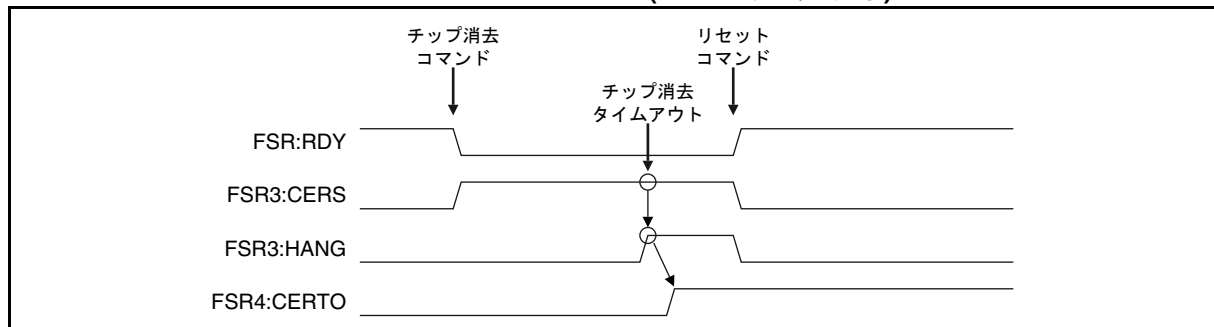 チップ消去
コマンド
リセット
コマンド
チップ消去
タイムアウト
FSR:RDY
FSR3:CERS
FSR3:HANG
FSR4:CERTO